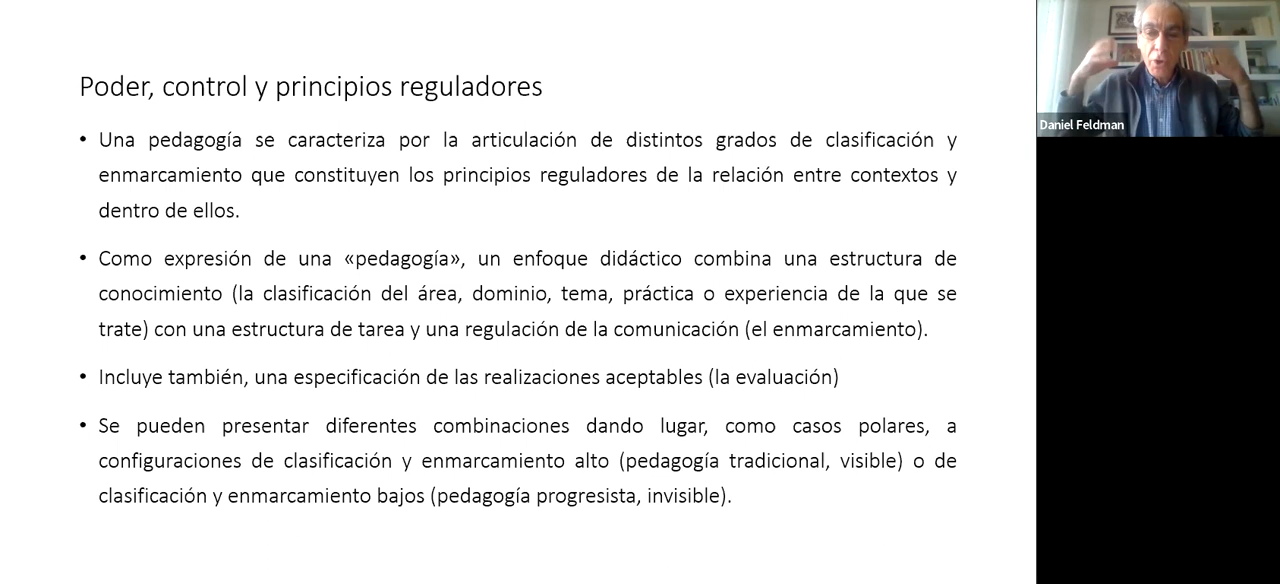 Poder, control y principios reguladores
• Una pedagogía se caracteriza por la articulación de distintos grados de clasificación y
enmarcamiento que constituyen los principios reguladores de la relación entre contextos y
dentro de ellos.
• Como expresión de una «pedagogía», un enfoque didáctico combina una estructura de
conocimiento (la clasificación del área, dominio, tema, práctica o experiencia de la que se
trate) con una estructura de tarea y una regulación de la comunicación (el enmarcamiento).
• Incluye también, una especificación de las realizaciones aceptables (la evaluación)
• Se pueden presentar diferentes combinaciones dando lugar, como casos polares, a
configuraciones de clasificación y enmarcamiento alto (pedagogía tradicional, visible) o de
clasificación y enmarcamiento bajos (pedagogía progresista, invisible).
Daniel Feldman